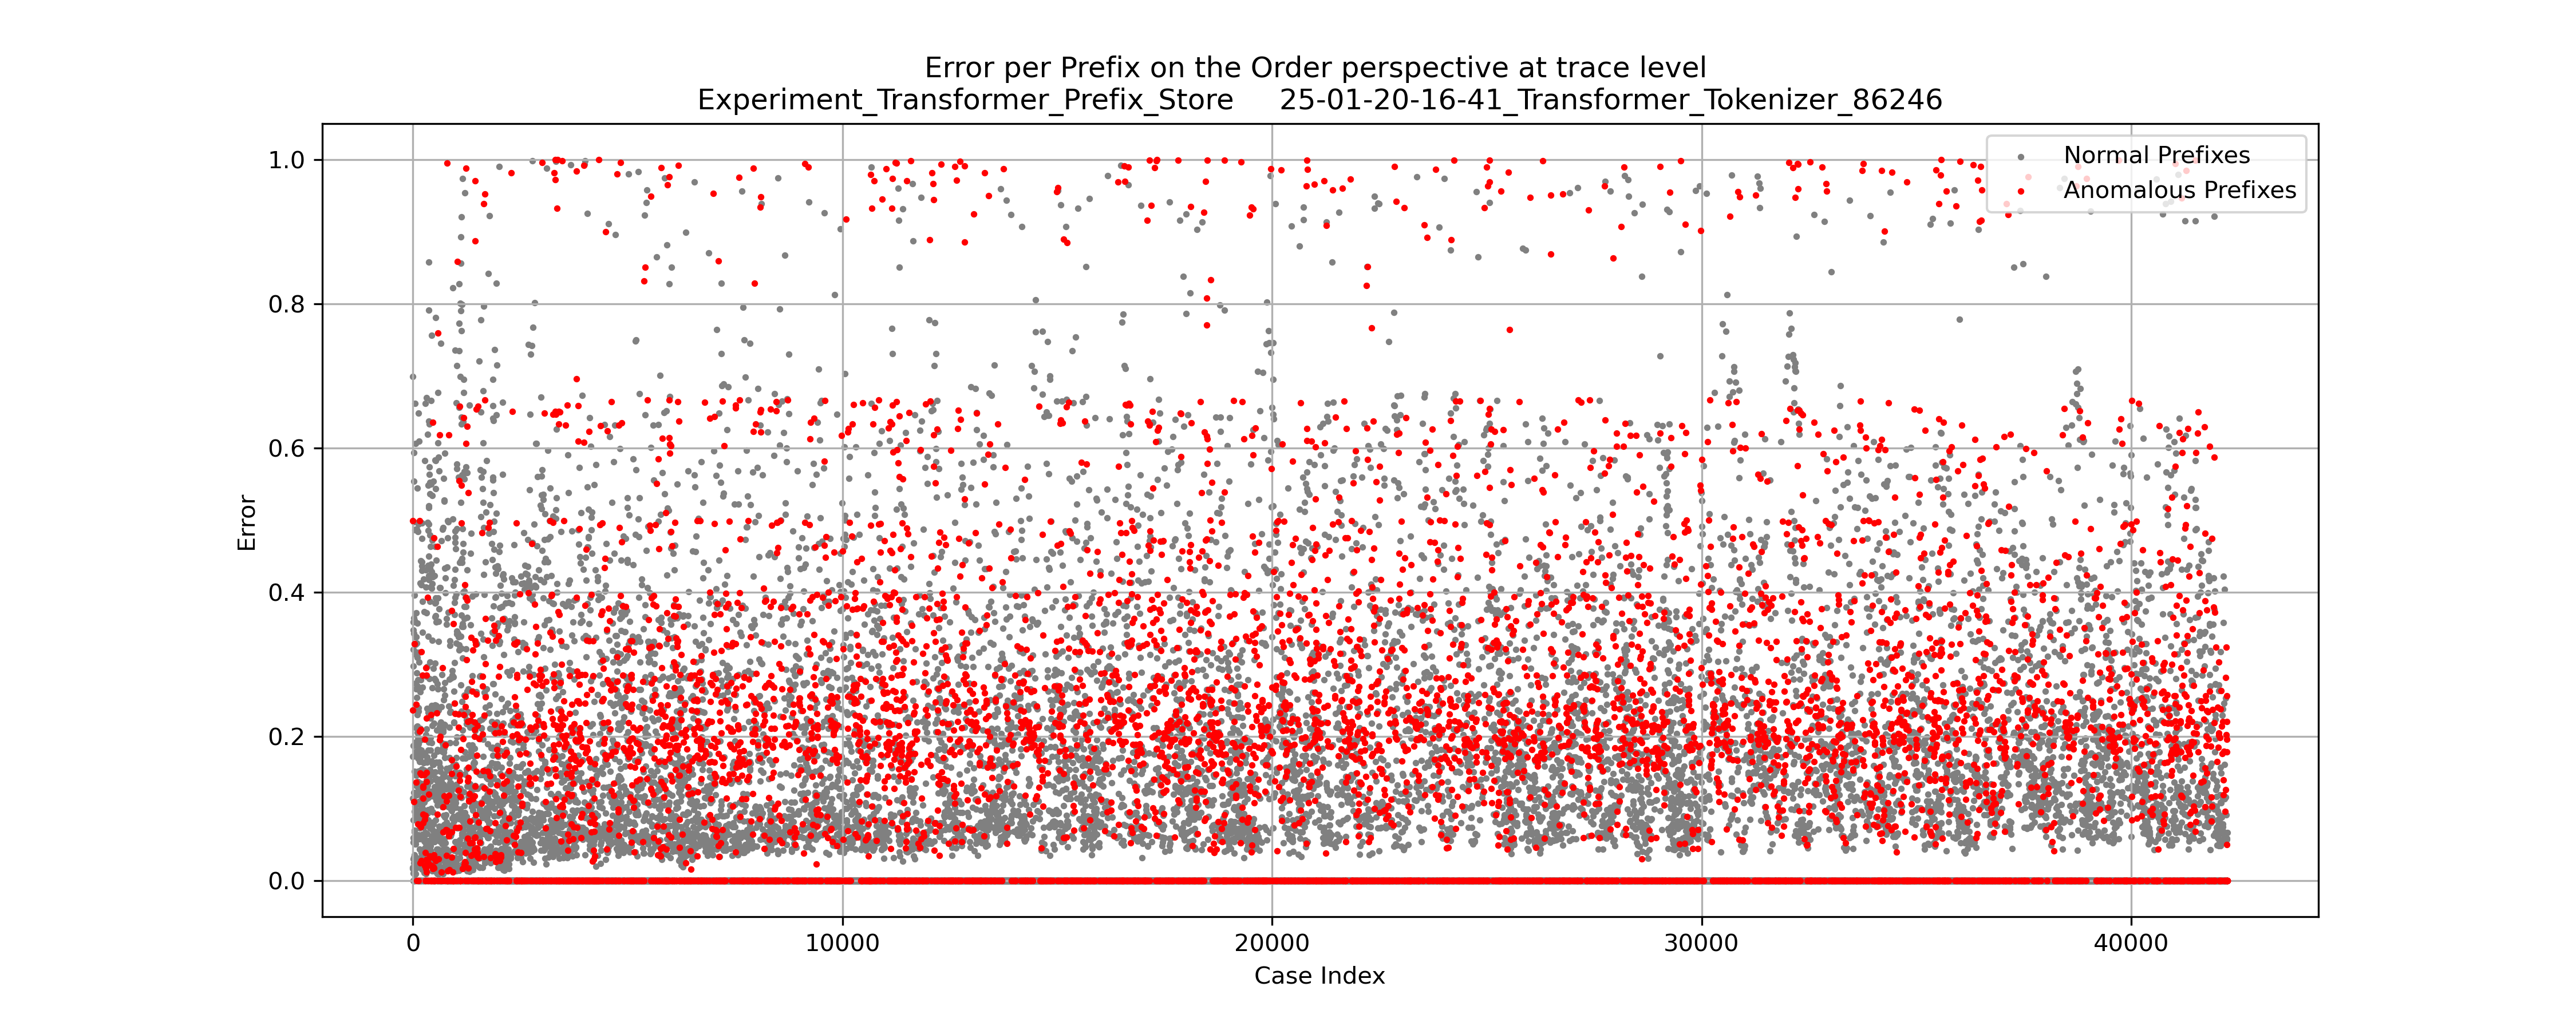 Error per Prefix on the Order perspective at trace level
Experiment_Transformer_Prefix_Store 25-01-20-16-41_Transformer_Tokenizer_86246
Normal Prefixes
Anomalous Prefixes
1.0
0.8
0.6
0.4
0.2
0.0
Error
0 10000 20000 30000 40000
Case Index